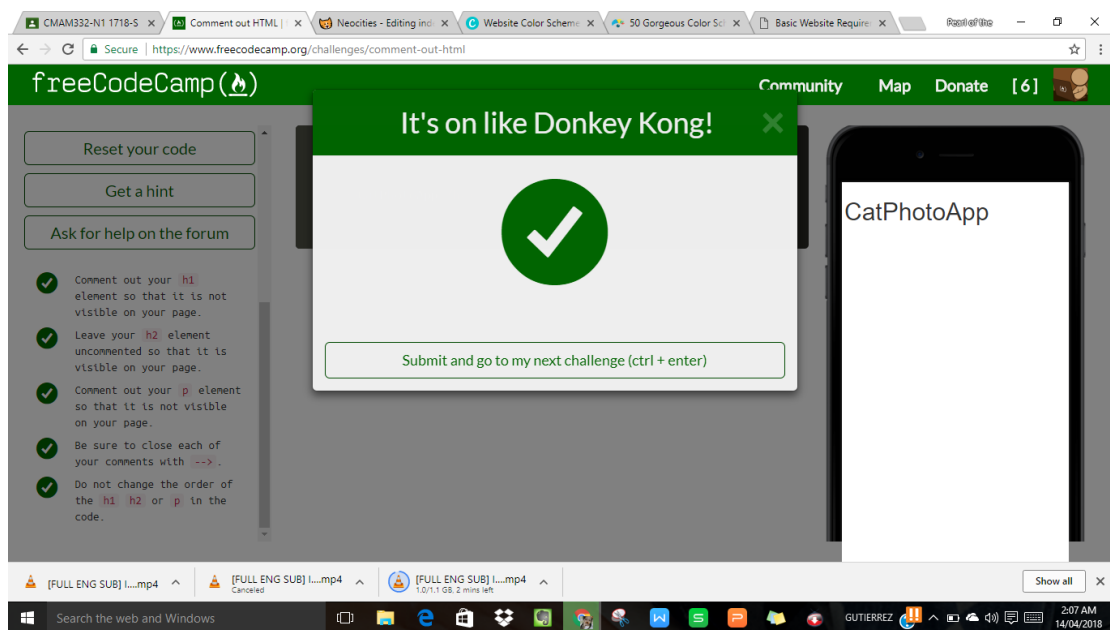 CMAM332-N1 1718-S
Comment out HTML |
Neocities - Editing ind
Website Color Scheme
50 Gorgeous Color Sc
Basic Website Require
Secure
https://www.freecodecamp.org/challenges/comment-out-html
freeCodeCamp
Community
Map
Donate
[6]
It's on like Donkey Kong!
Reset your code
Get a hint
Ask for help on the forum
Comment out your h1
element so that it is not
visible on your page.
Leave your h2 element
uncommented so that it is
visible on your page.
Comment out your p element
so that it is not visible
on your page.
Be sure to close each of
your comments with -->.
Do not change the order of
the h1 h2 or p in the
code.
Submit and go to my next challenge (ctrl + enter)
CatPhotoApp
[FULL ENG SUB] I....mp4
[FULL ENG SUB] I....mp4
Canceled
[FULL ENG SUB] I....mp4
1.0/1.1 GB, 2 mins left
Show all
Search the web and Windows
GUTIERREZ
2:07 AM
14/04/2018